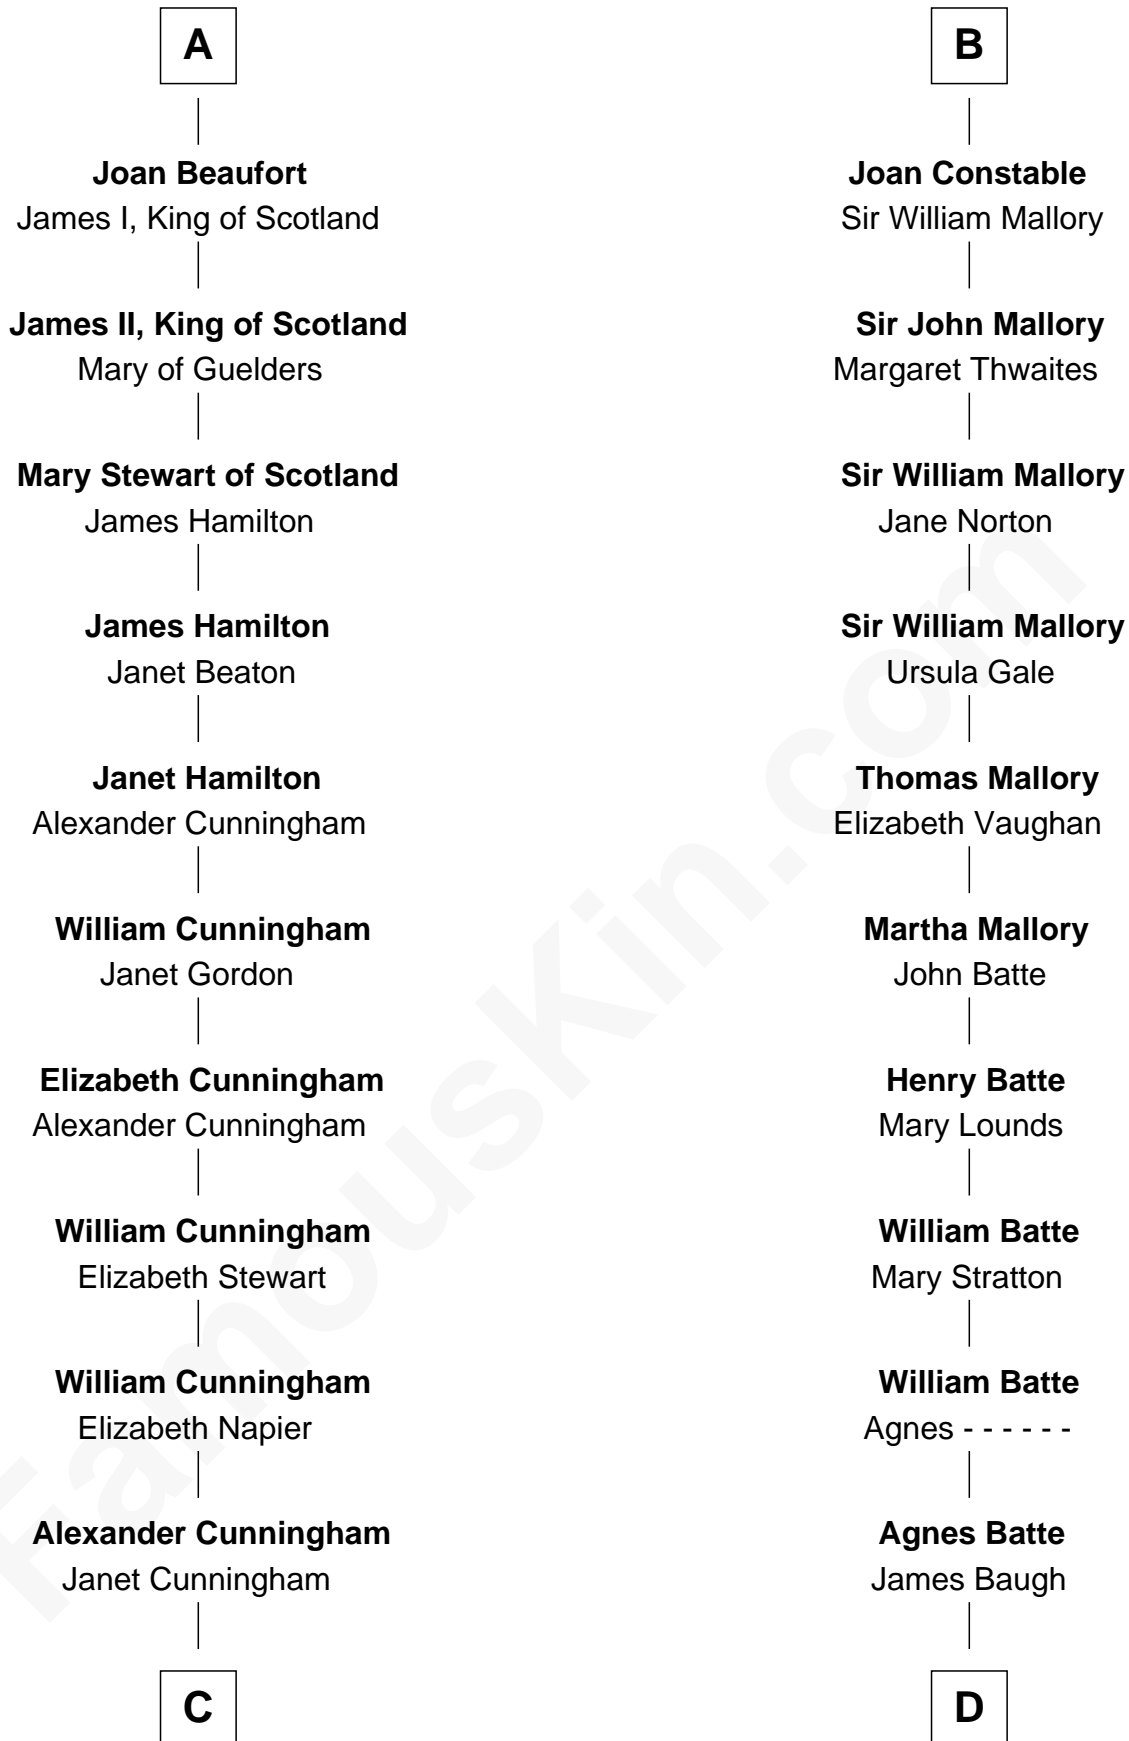 A
Joan Beaufort
James I, King of Scotland
James II, King of Scotland
Mary of Guelders
Mary Stewart of Scotland
James Hamilton
James Hamilton
Janet Beaton
Janet Hamilton
Alexander Cunningham
William Cunningham
Janet Gordon
Elizabeth Cunningham
Alexander Cunningham
William Cunningham
Elizabeth Stewart
William Cunningham
Elizabeth Napier
Alexander Cunningham
Janet Cunningham
C
B
Joan Constable
Sir William Mallory
Sir John Mallory
Margaret Thwaites
Sir William Mallory
Jane Norton
Sir William Mallory
Ursula Gale
Thomas Mallory
Elizabeth Vaughan
Martha Mallory
John Batte
Henry Batte
Mary Lounds
William Batte
Mary Stratton
William Batte
Agnes - - - - - -
Agnes Batte
James Baugh
D
FamousKin.com